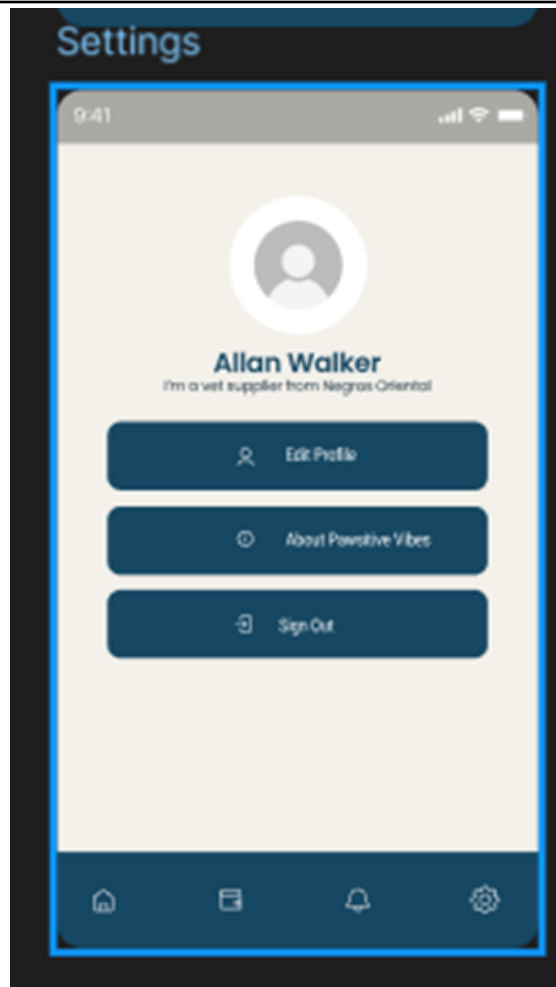 Settings
9:41
Allan Walker
I'm a vet supplier from Negros Oriental
Edit Profile
About Pawsitive Vibes
Sign Out